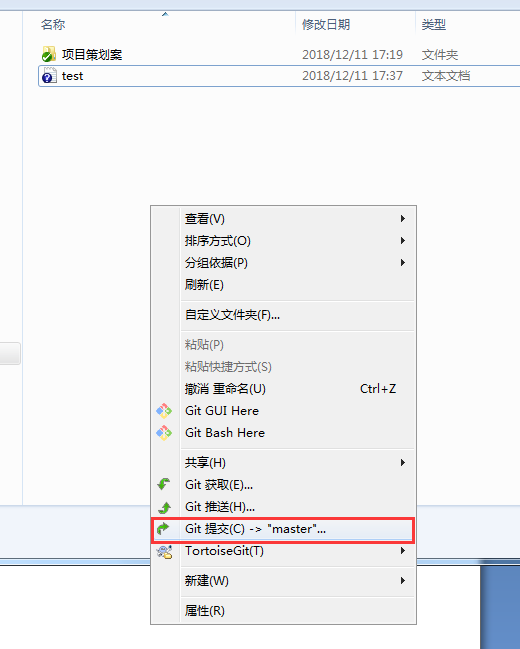 名称 修改日期 类型
项目策划案 2018/12/11 17:19 文件夹
test 2018/12/11 17:37 文本文档
查看(V)
排序方式(O)
分组依据(P)
刷新(E)
自定义文件夹(F)...
粘贴(P)
粘贴快捷方式(S)
撤消 重命名(U) Ctrl+Z
Git GUI Here
Git Bash Here
共享(H)
Git 获取(E)...
Git 推送(H)...
Git 提交(C) -> "master"...
TortoiseGit(T)
新建(W)
属性(R)